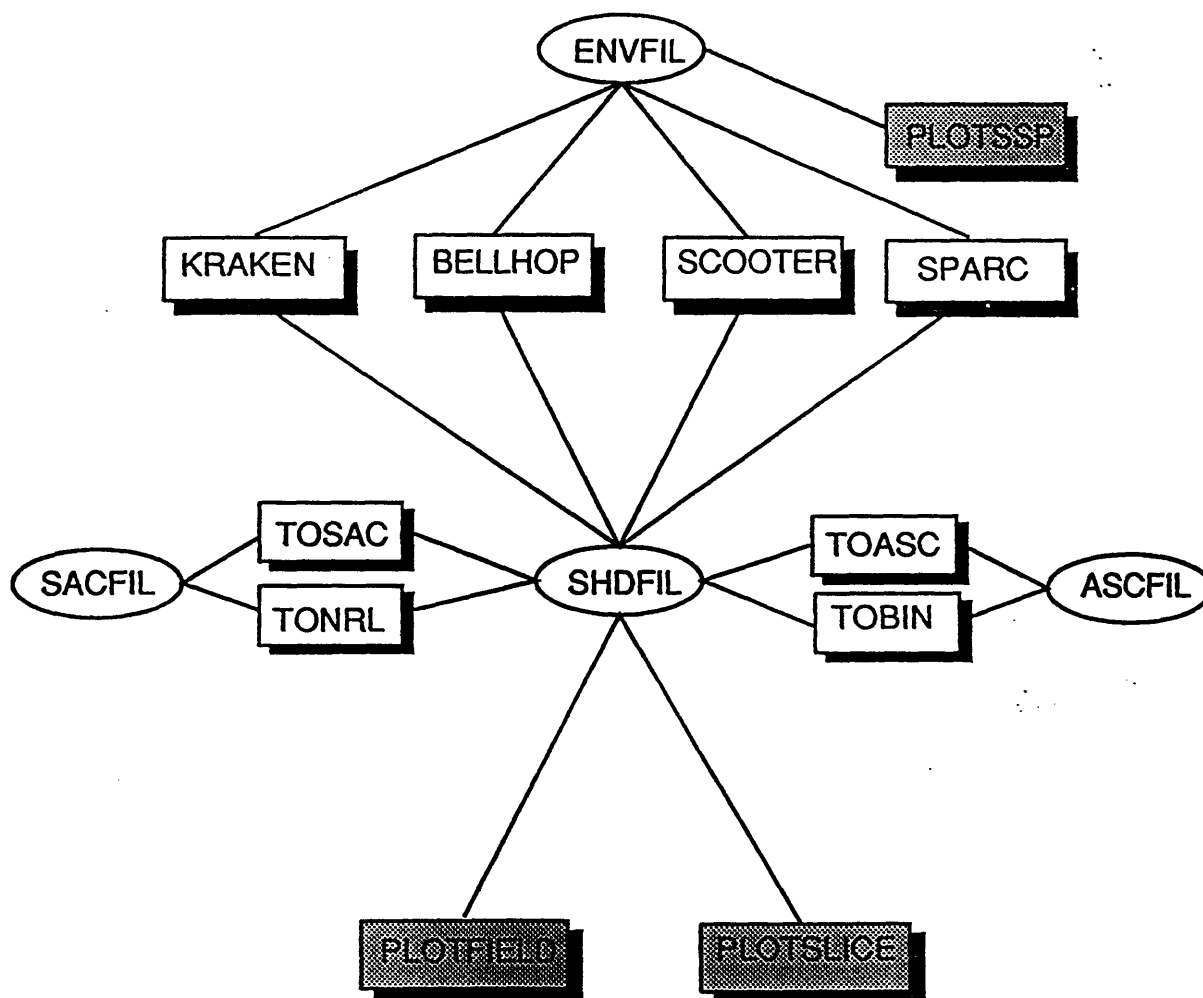 ENVFIL
PLOTSSP
KRAKEN
BELLHOP
SCOOTER
SPARC
TOSAC
TOASC
SACFIL
SHDFIL
ASCFIL
TONRL
TOBIN
PLOTFIELD
PLOTSLICE